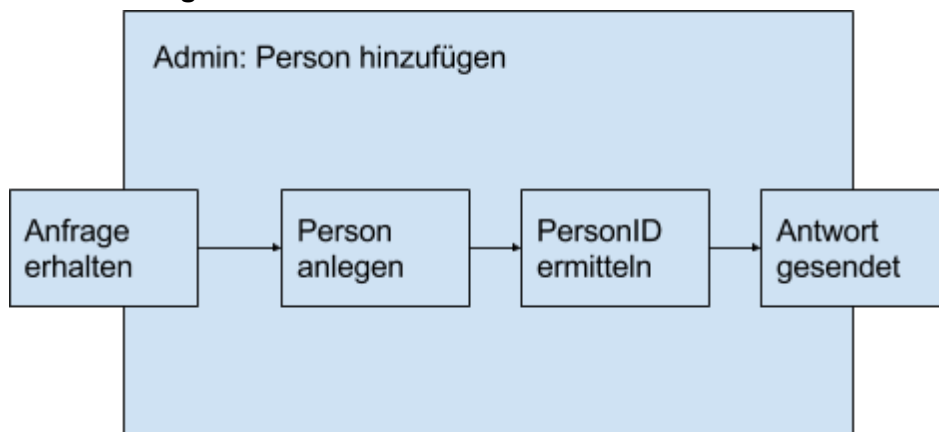 Admin: Person hinzufügen
Anfrage
erhalten
Person
anlegen
PersonID
ermitteln
Antwort
gesendet